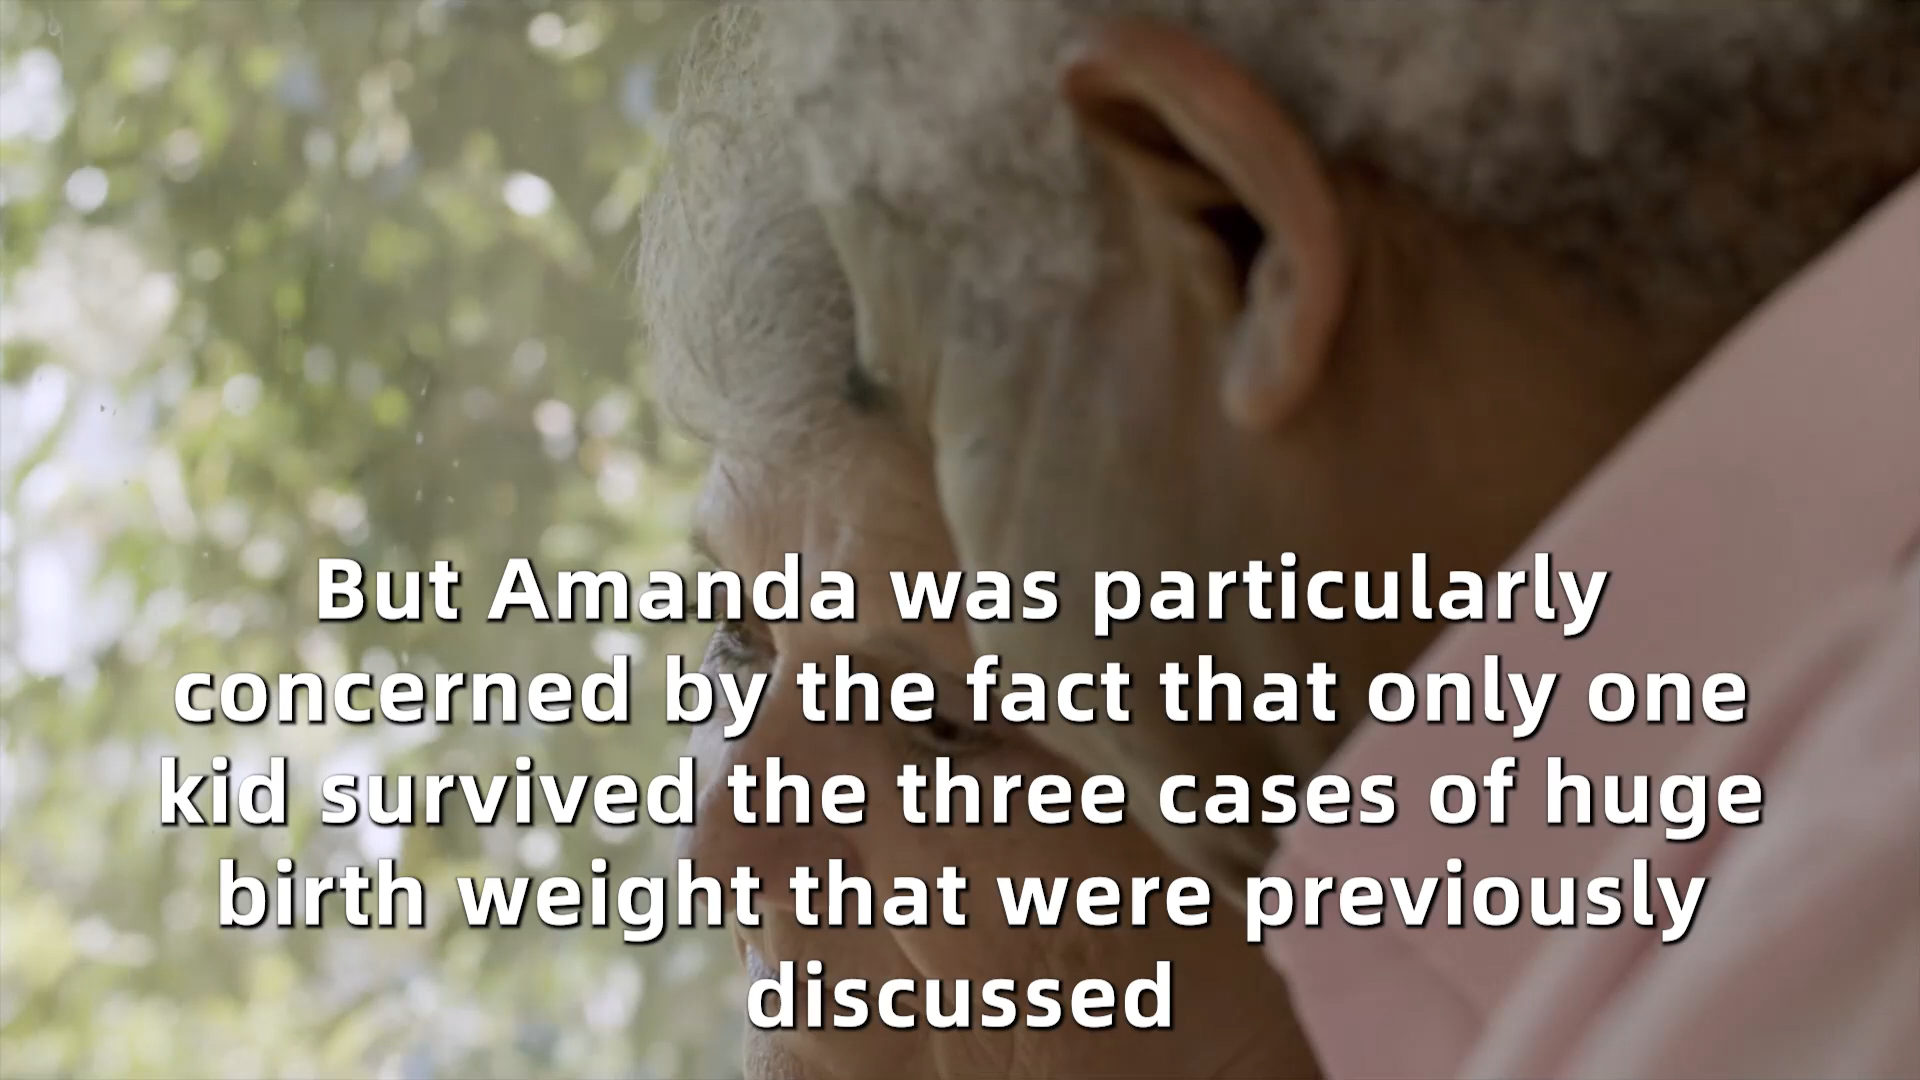 But Amanda was particularly
concerned by the fact that only one
kid survived the three cases of huge
birth weight that were previously
discussed